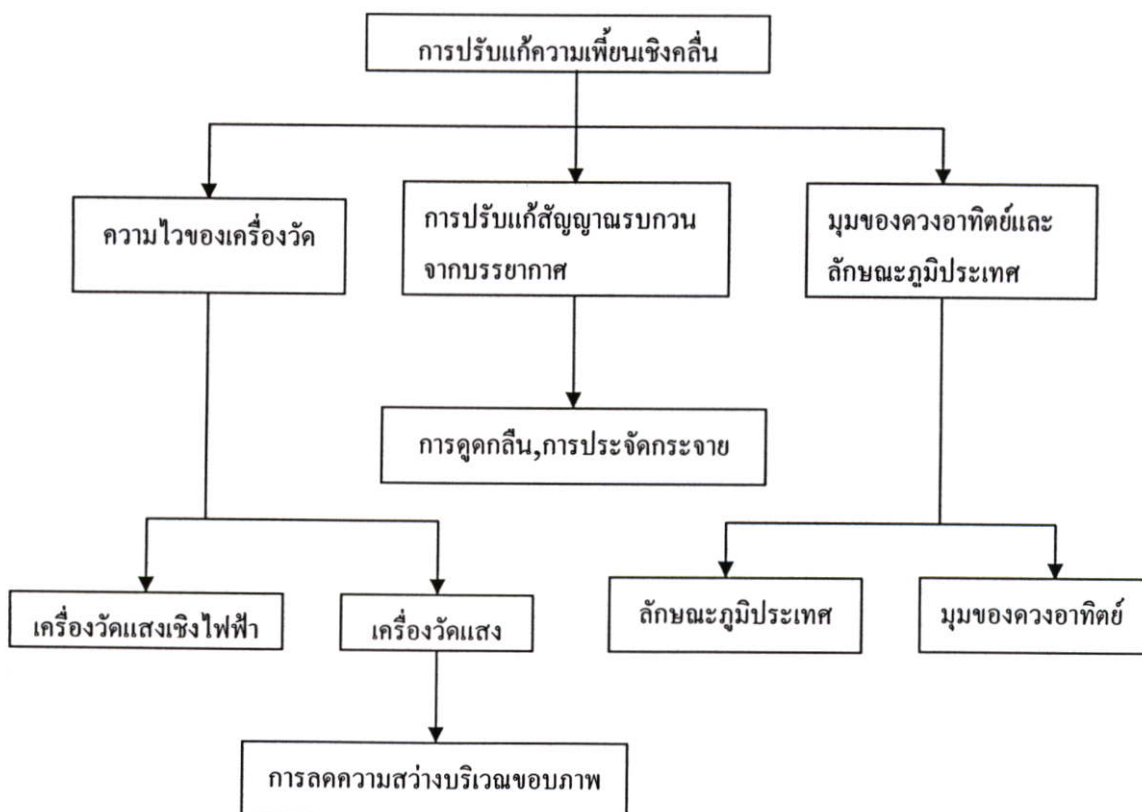 การปรับแก้ความเพี้ยนเชิงคลื่น
ความไวของเครื่องวัด
การปรับแก้สัญญาณรบกวน
จากบรรยากาศ
มุมของดวงอาทิตย์และ
ลักษณะภูมิประเทศ
การดูดกลืน,การประจัดกระจาย
เครื่องวัดแสงเชิงไฟฟ้า
เครื่องวัดแสง
ลักษณะภูมิประเทศ
มุมของดวงอาทิตย์
การลดความสว่างบริเวณขอบภาพ